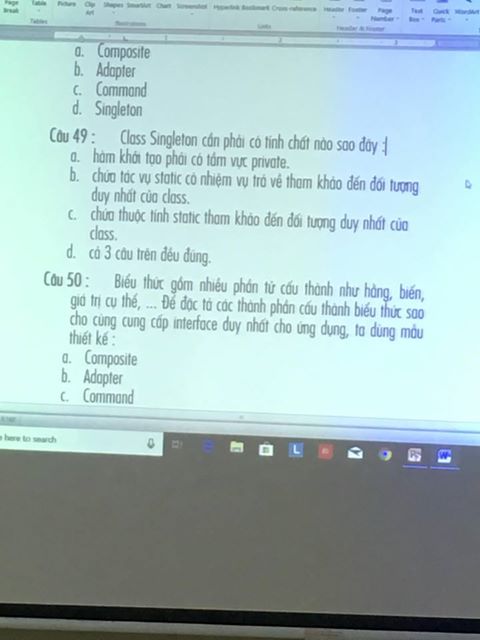 Page Table Picture Clip Shapes SmartArt Chart Screenshot Hyperlink Bookmark Cross-reference Header Footer Page Text Quick WordArt
Break Art Number Box Parts
Tables Illustrations Links Header & Footer
a. Composite
b. Adapter
c. Command
d. Singleton
Câu 49 : Class Singleton cần phải có tính chất nào sao đây :
a. hàm khởi tạo phải có tầm vực private.
b. chứa tác vụ static có nhiệm vụ trả về tham khảo đến đối tượng
duy nhất của class.
c. chứa thuộc tính static tham khảo đến đối tượng duy nhất của
class.
d. cả 3 câu trên đều đúng.
Câu 50 : Biểu thức gồm nhiều phần tử cấu thành như hằng, biến,
giá trị cụ thể, ... Để đặc tả các thành phần cấu thành biểu thức sao
cho cùng cung cấp interface duy nhất cho ứng dụng, ta dùng mẫu
thiết kế :
a. Composite
b. Adapter
c. Command
here to search